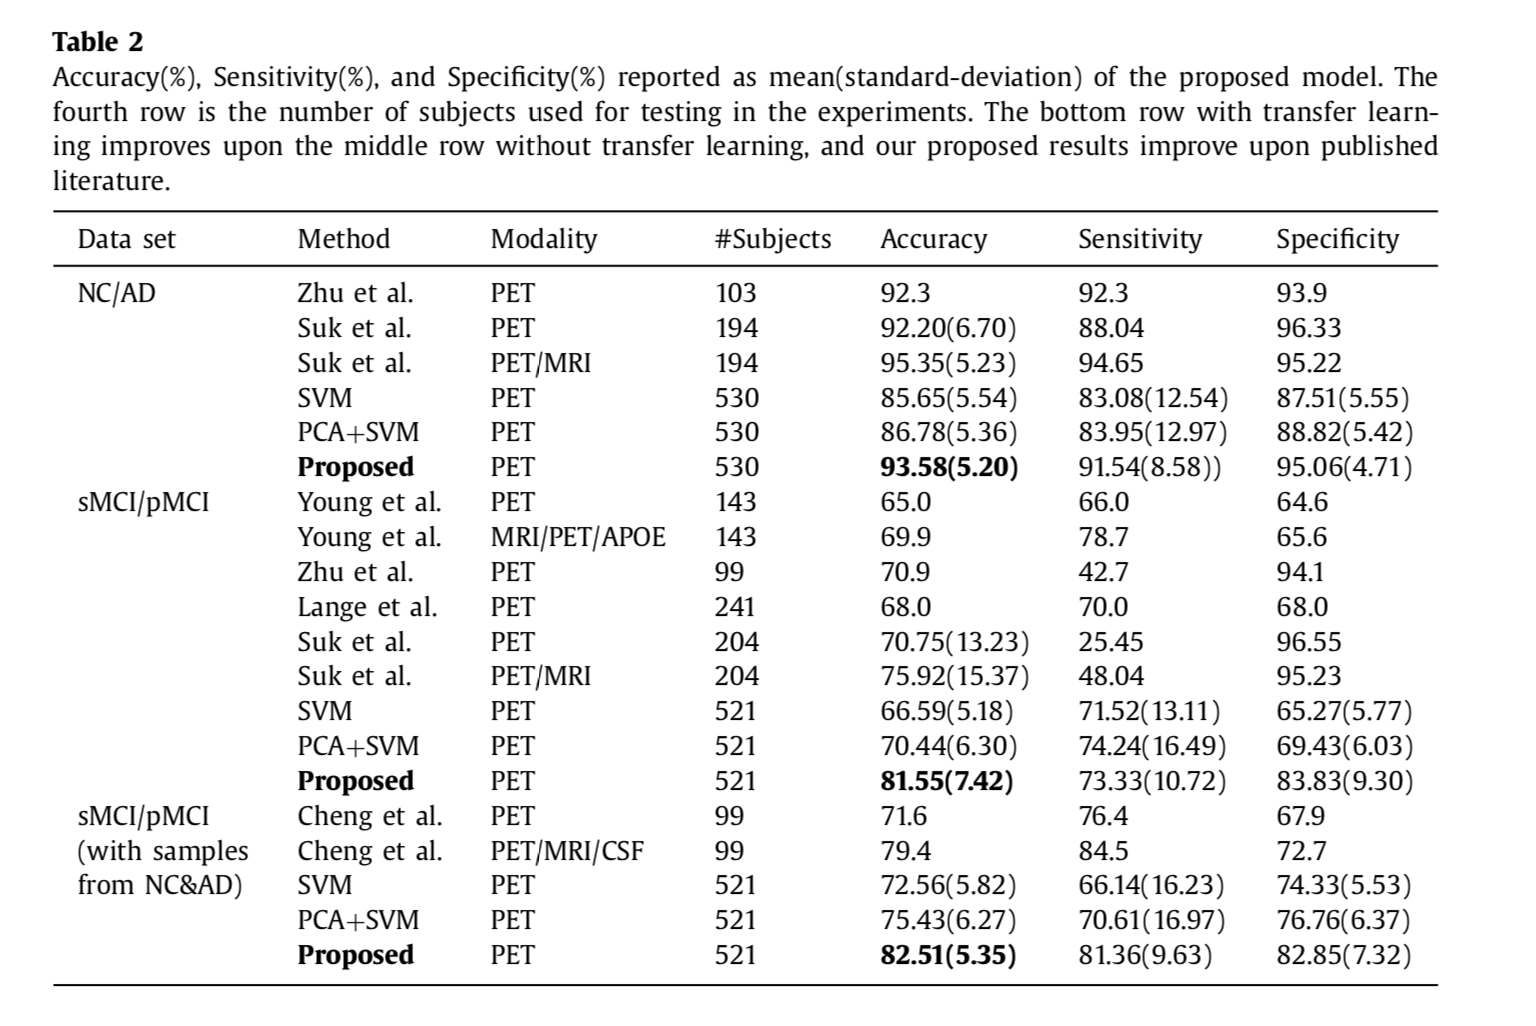 Table 2
Accuracy(%), Sensitivity(%), and Specificity(%) reported as mean(standard-deviation) of the proposed model. The
fourth row is the number of subjects used for testing in the experiments. The bottom row with transfer learn-
ing improves upon the middle row without transfer learning, and our proposed results improve upon published
literature.
Data set Method Modality #Subjects Accuracy Sensitivity Specificity
NC/AD Zhu et al. PET 103 92.3 92.3 93.9
Suk et al. PET 194 92.20(6.70) 88.04 96.33
Suk et al. PET/MRI 194 95.35(5.23) 94.65 95.22
SVM PET 530 85.65(5.54) 83.08(12.54) 87.51(5.55)
PCA+SVM PET 530 86.78(5.36) 83.95(12.97) 88.82(5.42)
Proposed PET 530 93.58(5.20) 91.54(8.58)) 95.06(4.71)
sMCI/pMCI Young et al. PET 143 65.0 66.0 64.6
Young et al. MRI/PET/APOE 143 69.9 78.7 65.6
Zhu et al. PET 99 70.9 42.7 94.1
Lange et al. PET 241 68.0 70.0 68.0
Suk et al. PET 204 70.75(13.23) 25.45 96.55
Suk et al. PET/MRI 204 75.92(15.37) 48.04 95.23
SVM PET 521 66.59(5.18) 71.52(13.11) 65.27(5.77)
PCA+SVM PET 521 70.44(6.30) 74.24(16.49) 69.43(6.03)
Proposed PET 521 81.55(7.42) 73.33(10.72) 83.83(9.30)
sMCI/pMCI Cheng et al. PET 99 71.6 76.4 67.9
(with samples Cheng et al. PET/MRI/CSF 99 79.4 84.5 72.7
from NC&AD) SVM PET 521 72.56(5.82) 66.14(16.23) 74.33(5.53)
PCA+SVM PET 521 75.43(6.27) 70.61(16.97) 76.76(6.37)
Proposed PET 521 82.51(5.35) 81.36(9.63) 82.85(7.32)